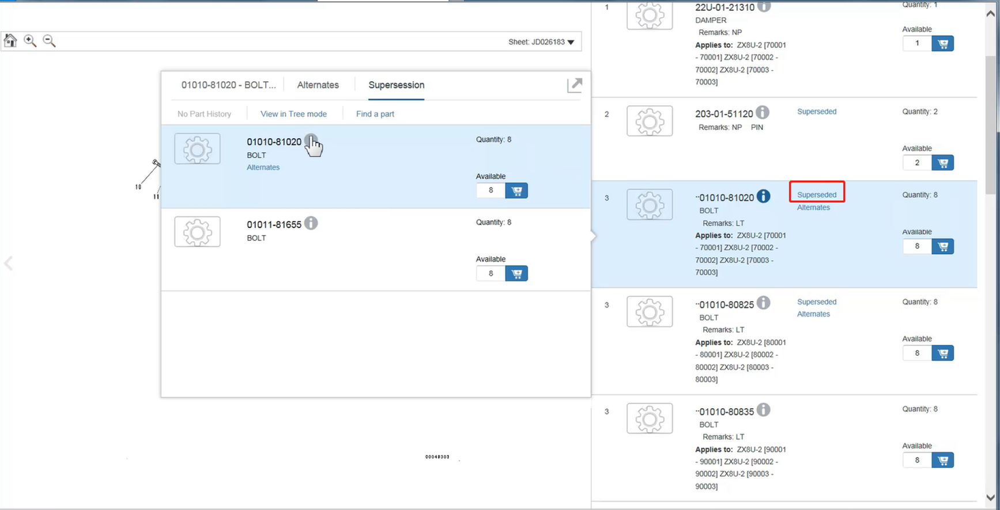 Sheet: JD026183
01010-81020 - BOLT...
Alternates
Supersession
No Part History
View in Tree mode
Find a part
01010-81020
BOLT
Alternates
Quantity: 8
Available
8
01011-81655
BOLT
Quantity: 8
Available
8
10
11
00049303
1
22U-01-21310
DAMPER
Remarks: NP
Applies to: ZX8U-2 [70001
- 70001] ZX8U-2 [70002 -
70002] ZX8U-2 [70003 -
70003]
Quantity: 1
Available
1
2
203-01-51120
Remarks: NP PIN
Superseded
Quantity: 2
Available
2
3
··01010-81020
BOLT
Remarks: LT
Applies to: ZX8U-2 [70001
- 70001] ZX8U-2 [70002 -
70002] ZX8U-2 [70003 -
70003]
Superseded
Alternates
Quantity: 8
Available
8
3
··01010-80825
BOLT
Remarks: LT
Applies to: ZX8U-2 [80001
- 80001] ZX8U-2 [80002 -
80002] ZX8U-2 [80003 -
80003]
Superseded
Alternates
Quantity: 8
Available
8
3
··01010-80835
BOLT
Remarks: LT
Applies to: ZX8U-2 [90001
- 90001] ZX8U-2 [90002 -
90002] ZX8U-2 [90003 -
90003]
Quantity: 8
Available
8